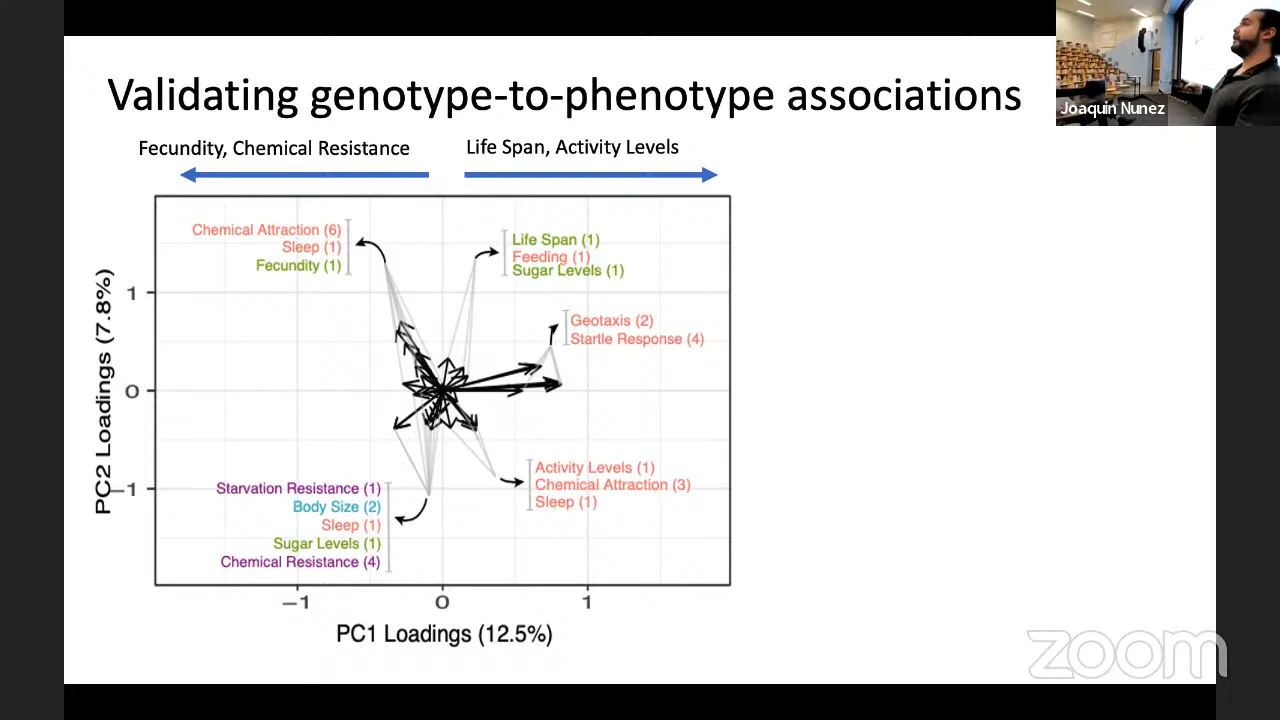 Validating genotype-to-phenotype associations
Joaquin Nunez
Fecundity, Chemical Resistance
Life Span, Activity Levels
Chemical Attraction (6)
Sleep (1)
Fecundity (1)
Life Span (1)
Feeding (1)
Sugar Levels (1)
Geotaxis (2)
Startle Response (4)
Activity Levels (1)
Chemical Attraction (3)
Sleep (1)
Starvation Resistance (1)
Body Size (2)
Sleep (1)
Sugar Levels (1)
Chemical Resistance (4)
PC2 Loadings (7.8%)
1
0
−1
−1
0
1
PC1 Loadings (12.5%)
zoom